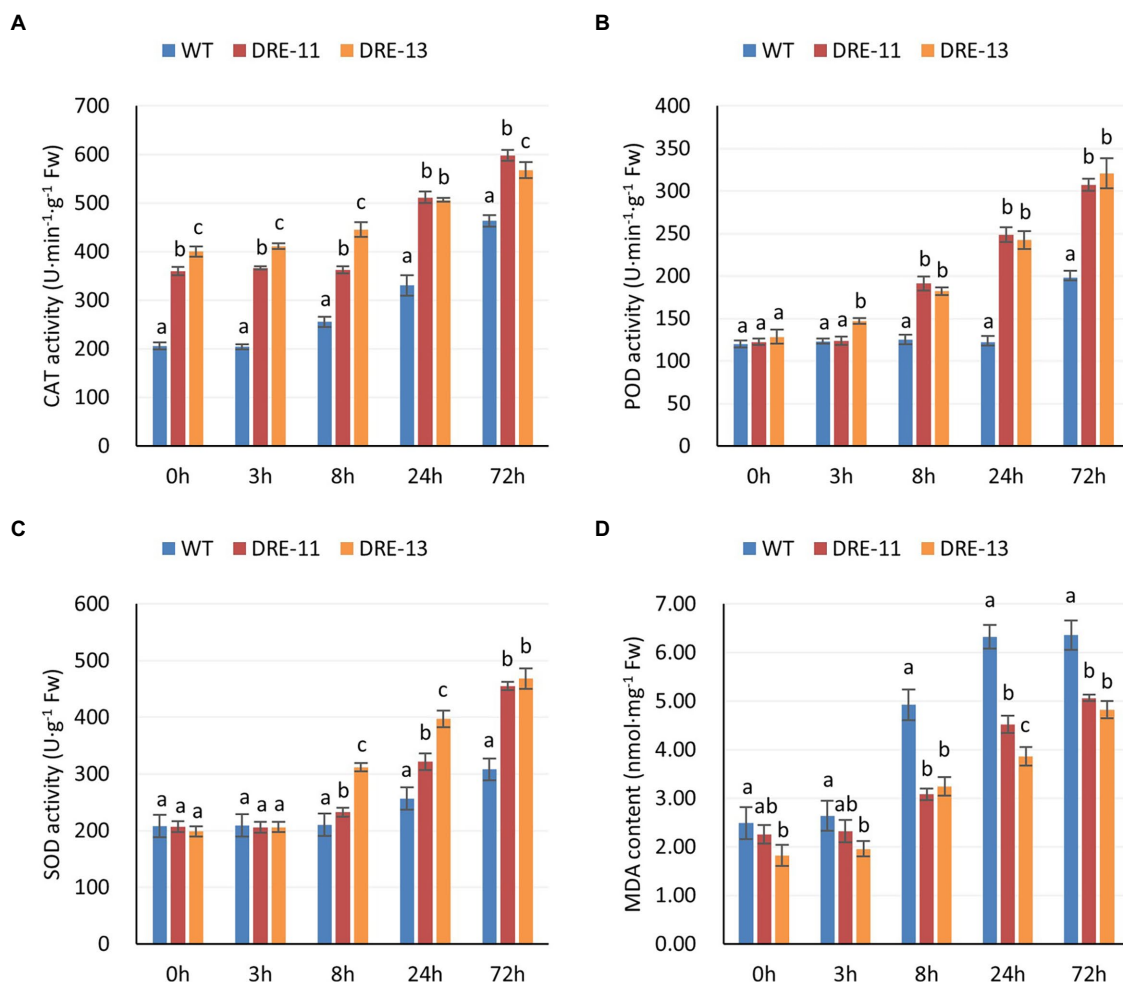 A
WT DRE-11 DRE-13
CAT activity (U·min⁻¹·g⁻¹ Fw)
700
600
500
400
300
200
100
0
a b c
a b c
a b c
a b b
a b c
0h 3h 8h 24h 72h
B
WT DRE-11 DRE-13
POD activity (U·min⁻¹·g⁻¹ Fw)
400
350
300
250
200
150
100
50
0
a a a
a a b
a b b
a b b
a b b
0h 3h 8h 24h 72h
C
WT DRE-11 DRE-13
SOD activity (U·g⁻¹ Fw)
600
500
400
300
200
100
0
a a a
a a a
a b c
a b c
a b b
0h 3h 8h 24h 72h
D
WT DRE-11 DRE-13
MDA content (nmol·mg⁻¹ Fw)
7.00
6.00
5.00
4.00
3.00
2.00
1.00
0.00
a ab b
a ab b
a b b
a b c
a b b
0h 3h 8h 24h 72h